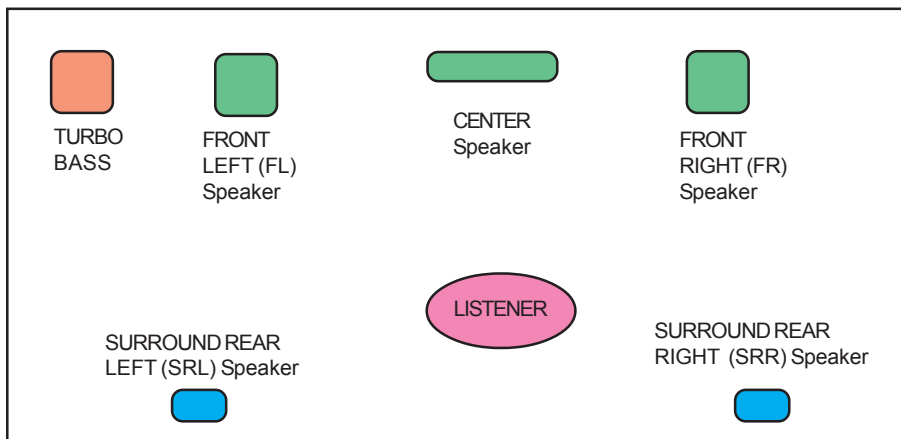 TURBO
BASS
FRONT
LEFT (FL)
Speaker
CENTER
Speaker
FRONT
RIGHT (FR)
Speaker
LISTENER
SURROUND REAR
LEFT (SRL) Speaker
SURROUND REAR
RIGHT (SRR) Speaker